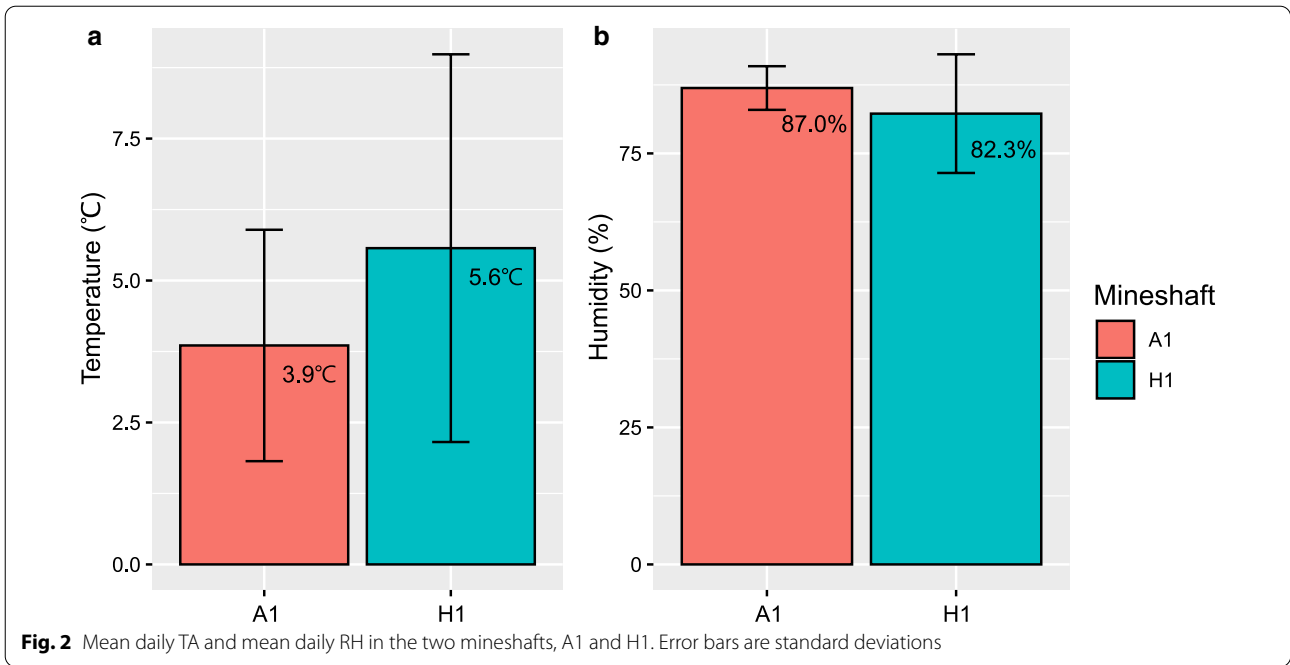 a
b
7.5
5.0
2.5
0.0
Temperature (℃)
3.9℃
5.6℃
A1
H1
75
50
25
0
Humidity (%)
87.0%
82.3%
A1
H1
Mineshaft
A1
H1
Fig. 2 Mean daily TA and mean daily RH in the two mineshafts, A1 and H1. Error bars are standard deviations